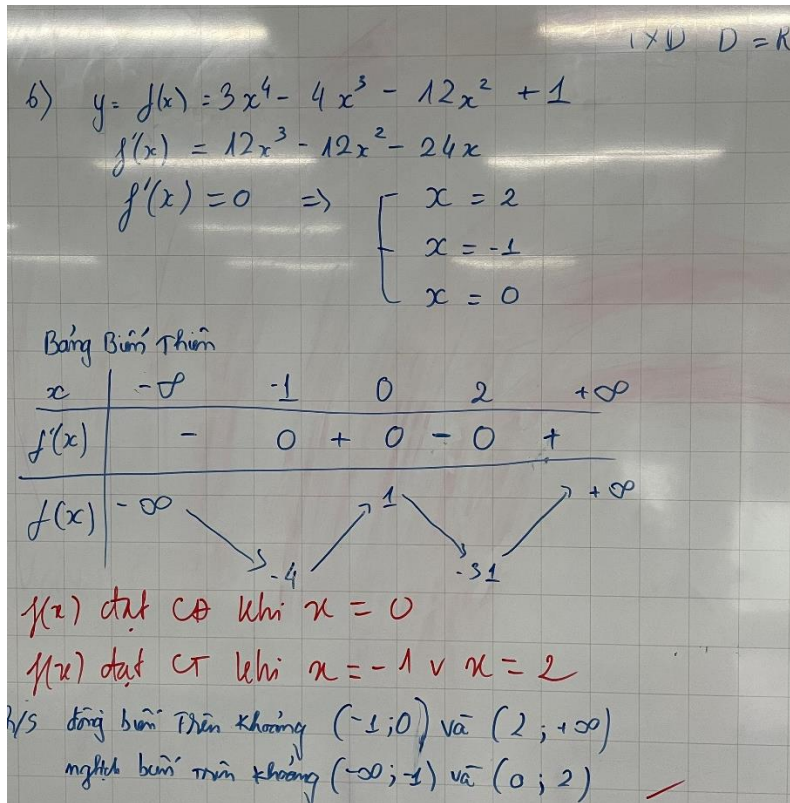 TXD D = R
b) y = f(x) = 3x⁴ - 4x³ - 12x² + 1
f'(x) = 12x³ - 12x² - 24x
f'(x) = 0 => [ x = 2
x = -1
x = 0
Bảng Biến Thiên
x | -∞ -1 0 2 +∞
f'(x) | - 0 + 0 - 0 +
f(x) | -∞ ↘ -4 ↗ 1 ↘ -31 ↗ +∞
f(x) đạt CĐ khi x = 0
f(x) đạt CT khi x = -1 v x = 2
h/s đồng biến Trên khoảng (-1;0) và (2; +∞)
nghịch biến trên khoảng (-∞; -1) và (0; 2)